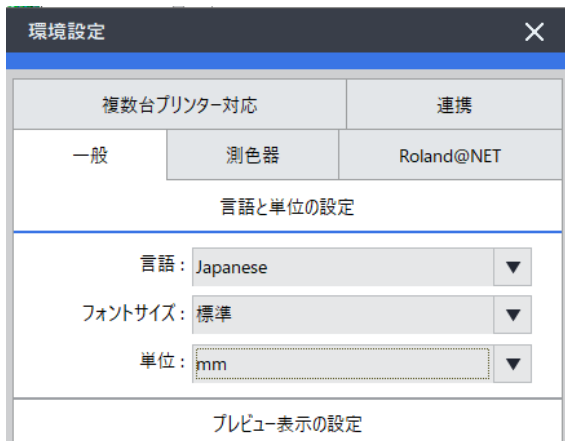 環境設定
複数台プリンター対応 連携
一般 測色器 Roland@NET
言語と単位の設定
言語 : Japanese
フォントサイズ : 標準
単位 : mm
プレビュー表示の設定